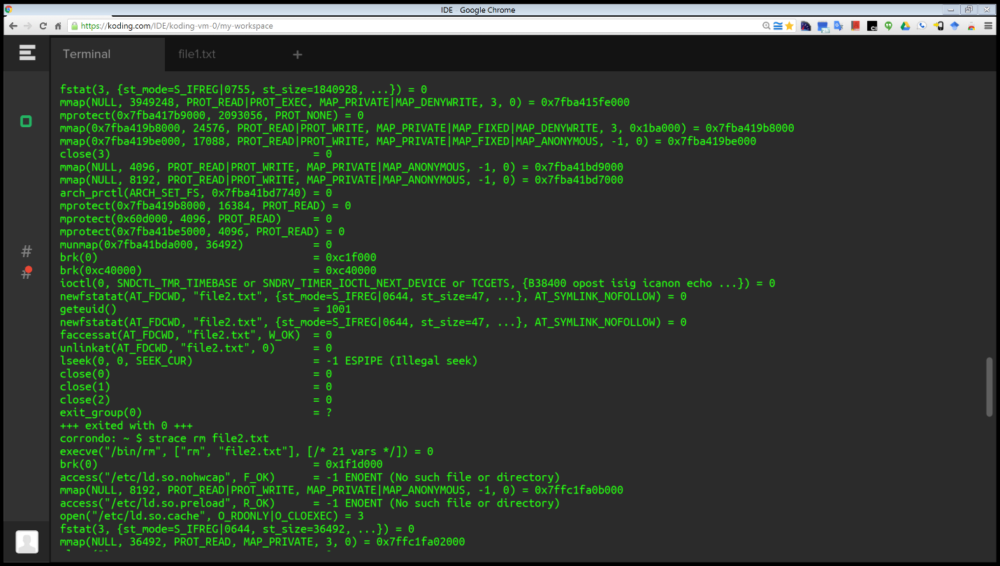 IDE - Google Chrome
https://koding.com/IDE/koding-vm-0/my-workspace
Terminal
file1.txt
+
fstat(3, {st_mode=S_IFREG|0755, st_size=1840928, ...}) = 0
mmap(NULL, 3949248, PROT_READ|PROT_EXEC, MAP_PRIVATE|MAP_DENYWRITE, 3, 0) = 0x7fba415fe000
mprotect(0x7fba417b9000, 2093056, PROT_NONE) = 0
mmap(0x7fba419b8000, 24576, PROT_READ|PROT_WRITE, MAP_PRIVATE|MAP_FIXED|MAP_DENYWRITE, 3, 0x1ba000) = 0x7fba419b8000
mmap(0x7fba419be000, 17088, PROT_READ|PROT_WRITE, MAP_PRIVATE|MAP_FIXED|MAP_ANONYMOUS, -1, 0) = 0x7fba419be000
close(3)                                = 0
mmap(NULL, 4096, PROT_READ|PROT_WRITE, MAP_PRIVATE|MAP_ANONYMOUS, -1, 0) = 0x7fba41bd9000
mmap(NULL, 8192, PROT_READ|PROT_WRITE, MAP_PRIVATE|MAP_ANONYMOUS, -1, 0) = 0x7fba41bd7000
arch_prctl(ARCH_SET_FS, 0x7fba41bd7740) = 0
mprotect(0x7fba419b8000, 16384, PROT_READ) = 0
mprotect(0x60d000, 4096, PROT_READ)     = 0
mprotect(0x7fba41be5000, 4096, PROT_READ) = 0
munmap(0x7fba41bda000, 36492)           = 0
brk(0)                                  = 0xc1f000
brk(0xc40000)                           = 0xc40000
ioctl(0, SNDCTL_TMR_TIMEBASE or SNDRV_TIMER_IOCTL_NEXT_DEVICE or TCGETS, {B38400 opost isig icanon echo ...}) = 0
newfstatat(AT_FDCWD, "file2.txt", {st_mode=S_IFREG|0644, st_size=47, ...}, AT_SYMLINK_NOFOLLOW) = 0
geteuid()                               = 1001
newfstatat(AT_FDCWD, "file2.txt", {st_mode=S_IFREG|0644, st_size=47, ...}, AT_SYMLINK_NOFOLLOW) = 0
faccessat(AT_FDCWD, "file2.txt", W_OK)  = 0
unlinkat(AT_FDCWD, "file2.txt", 0)      = 0
lseek(0, 0, SEEK_CUR)                   = -1 ESPIPE (Illegal seek)
close(0)                                = 0
close(1)                                = 0
close(2)                                = 0
exit_group(0)                           = ?
+++ exited with 0 +++
corrondo: ~ $ strace rm file2.txt
execve("/bin/rm", ["rm", "file2.txt"], [/* 21 vars */]) = 0
brk(0)                                  = 0x1f1d000
access("/etc/ld.so.nohwcap", F_OK)      = -1 ENOENT (No such file or directory)
mmap(NULL, 8192, PROT_READ|PROT_WRITE, MAP_PRIVATE|MAP_ANONYMOUS, -1, 0) = 0x7ffc1fa0b000
access("/etc/ld.so.preload", R_OK)      = -1 ENOENT (No such file or directory)
open("/etc/ld.so.cache", O_RDONLY|O_CLOEXEC) = 3
fstat(3, {st_mode=S_IFREG|0644, st_size=36492, ...}) = 0
mmap(NULL, 36492, PROT_READ, MAP_PRIVATE, 3, 0) = 0x7ffc1fa02000
#
#